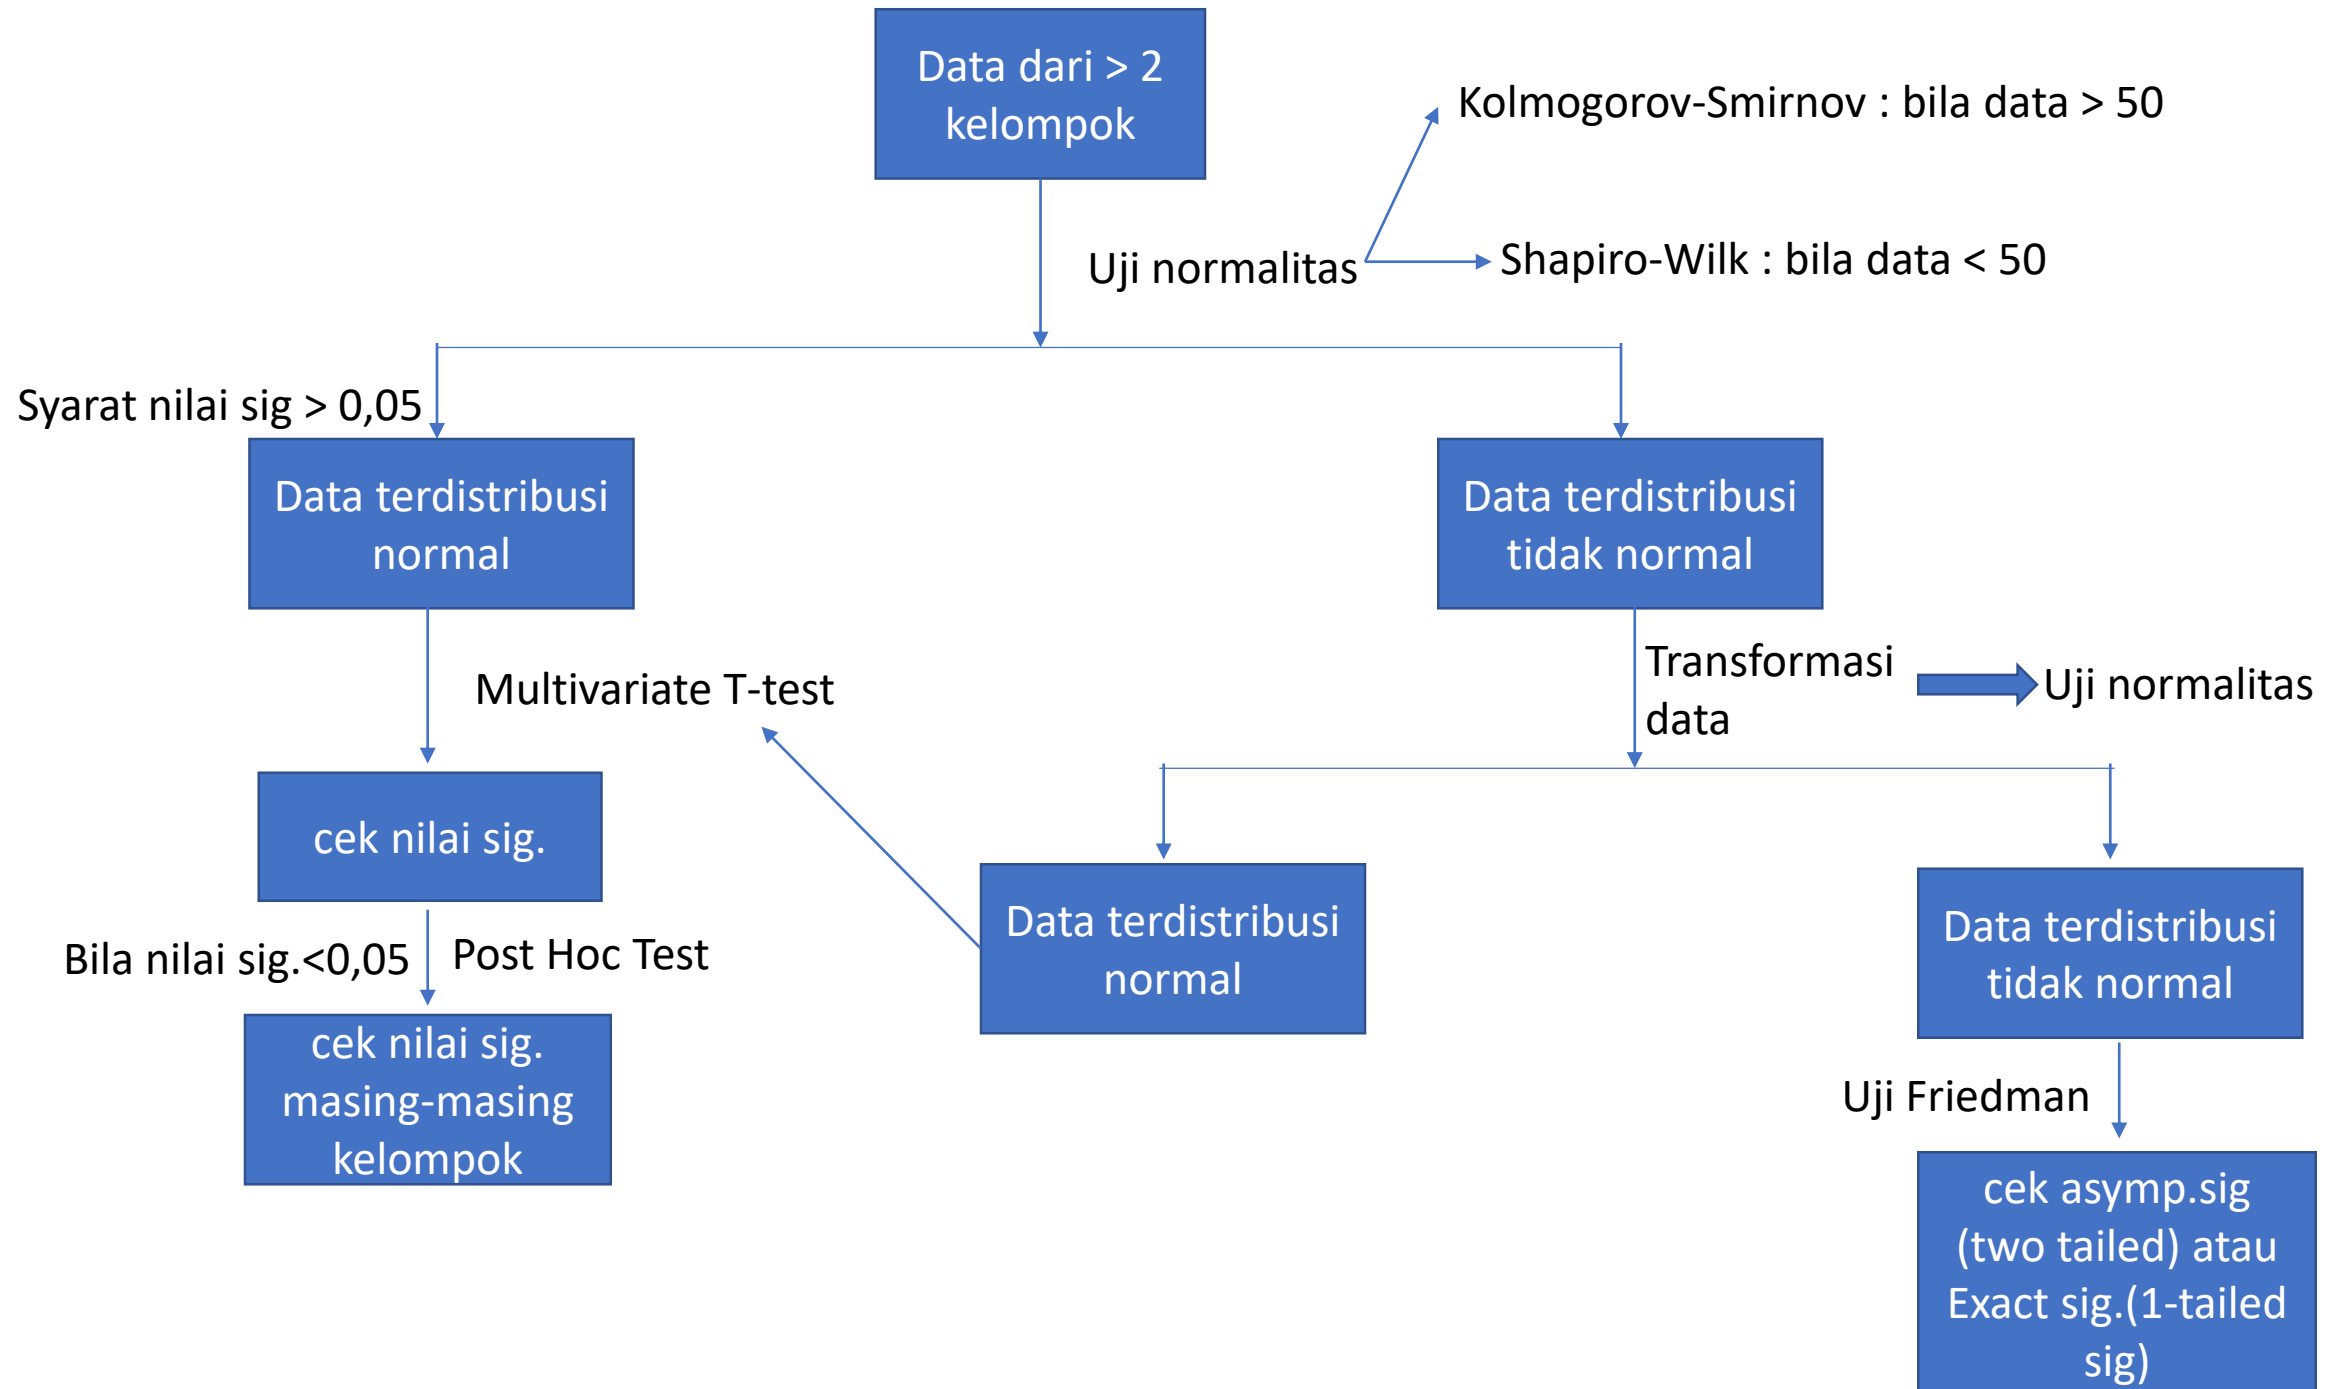 Data dari > 2
kelompok
Kolmogorov-Smirnov : bila data > 50
Uji normalitas
Shapiro-Wilk : bila data < 50
Syarat nilai sig > 0,05
Data terdistribusi
normal
Data terdistribusi
tidak normal
Multivariate T-test
Transformasi
data
Uji normalitas
cek nilai sig.
Data terdistribusi
normal
Data terdistribusi
tidak normal
Bila nilai sig.<0,05
Post Hoc Test
cek nilai sig.
masing-masing
kelompok
Uji Friedman
cek asymp.sig
(two tailed) atau
Exact sig.(1-tailed
sig)